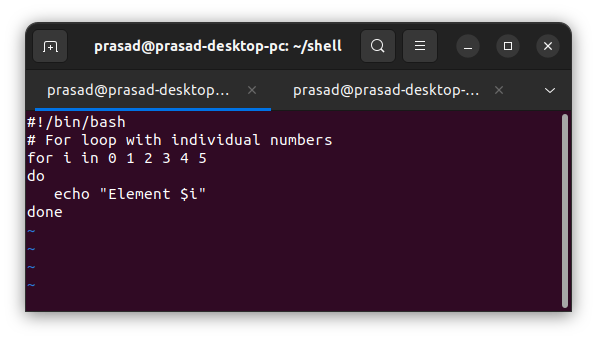 prasad@prasad-desktop-pc: ~/shell
prasad@prasad-desktop... prasad@prasad-desktop-...
#!/bin/bash
# For loop with individual numbers
for i in 0 1 2 3 4 5
do
   echo "Element $i"
done
~
~
~
~